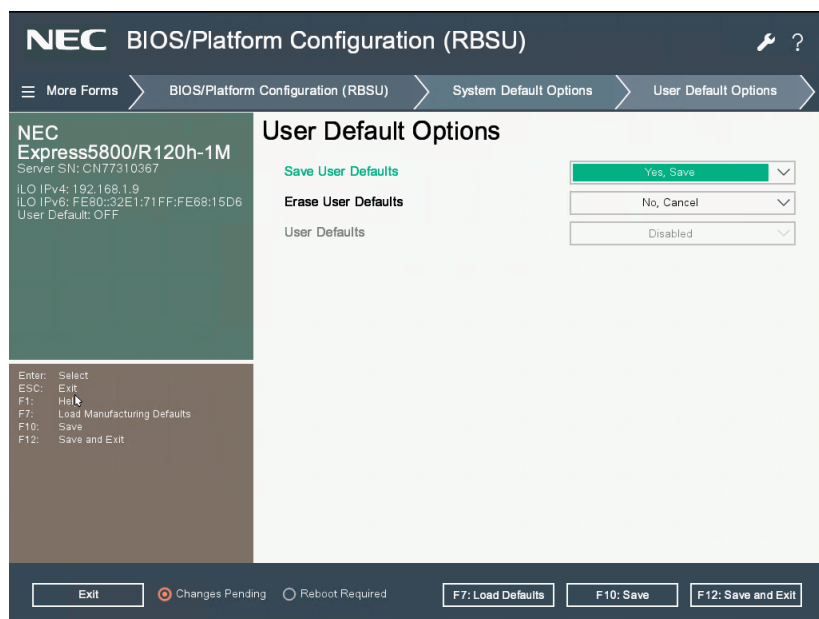 NEC BIOS/Platform Configuration (RBSU) ?
More Forms BIOS/Platform Configuration (RBSU) System Default Options User Default Options
NEC
Express5800/R120h-1M
Server SN: CN77310367
iLO IPv4: 192.168.1.9
iLO IPv6: FE80::32E1:71FF:FE68:15D6
User Default: OFF
User Default Options
Save User Defaults Yes, Save
Erase User Defaults No, Cancel
User Defaults Disabled
Enter: Select
ESC: Exit
F1: Help
F7: Load Manufacturing Defaults
F10: Save
F12: Save and Exit
Exit Changes Pending Reboot Required F7: Load Defaults F10: Save F12: Save and Exit